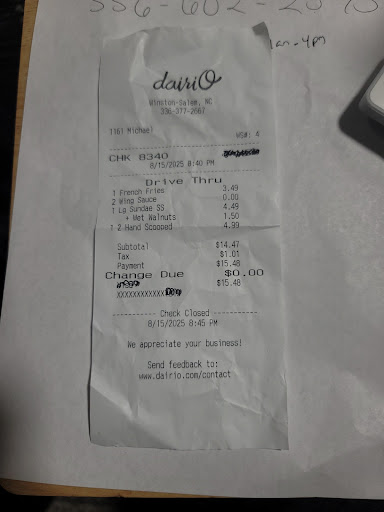 dairiO
Winston-Salem, NC
336-377-2667
1161 Michael
WS#: 4
CHK 8340
8/15/2025 8:40 PM
Drive Thru
1 French Fries 3.49
2 Wing Sauce 0.00
1 Lg Sundae SS 4.49
+ Wet Walnuts 1.50
1 2 Hand Scooped 4.99
Subtotal $14.47
Tax $1.01
Payment $15.48
Change Due $0.00
$15.48
XXXXXXXXXXXX
Check Closed
8/15/2025 8:45 PM
We appreciate your business!
Send feedback to:
www.dairio.com/contact